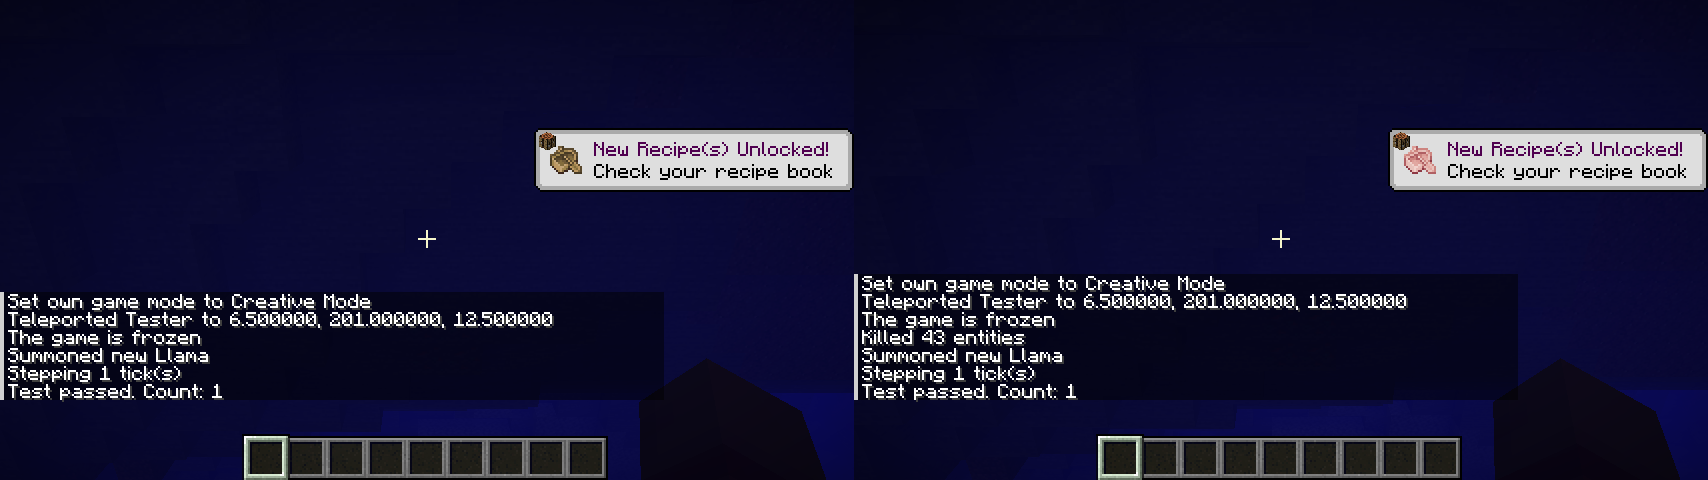 New Recipe(s) Unlocked!
Check your recipe book
Set own game mode to Creative Mode
Teleported Tester to 6.500000, 201.000000, 12.500000
The game is frozen
Summoned new Llama
Stepping 1 tick(s)
Test passed. Count: 1
New Recipe(s) Unlocked!
Check your recipe book
Set own game mode to Creative Mode
Teleported Tester to 6.500000, 201.000000, 12.500000
The game is frozen
Killed 43 entities
Summoned new Llama
Stepping 1 tick(s)
Test passed. Count: 1